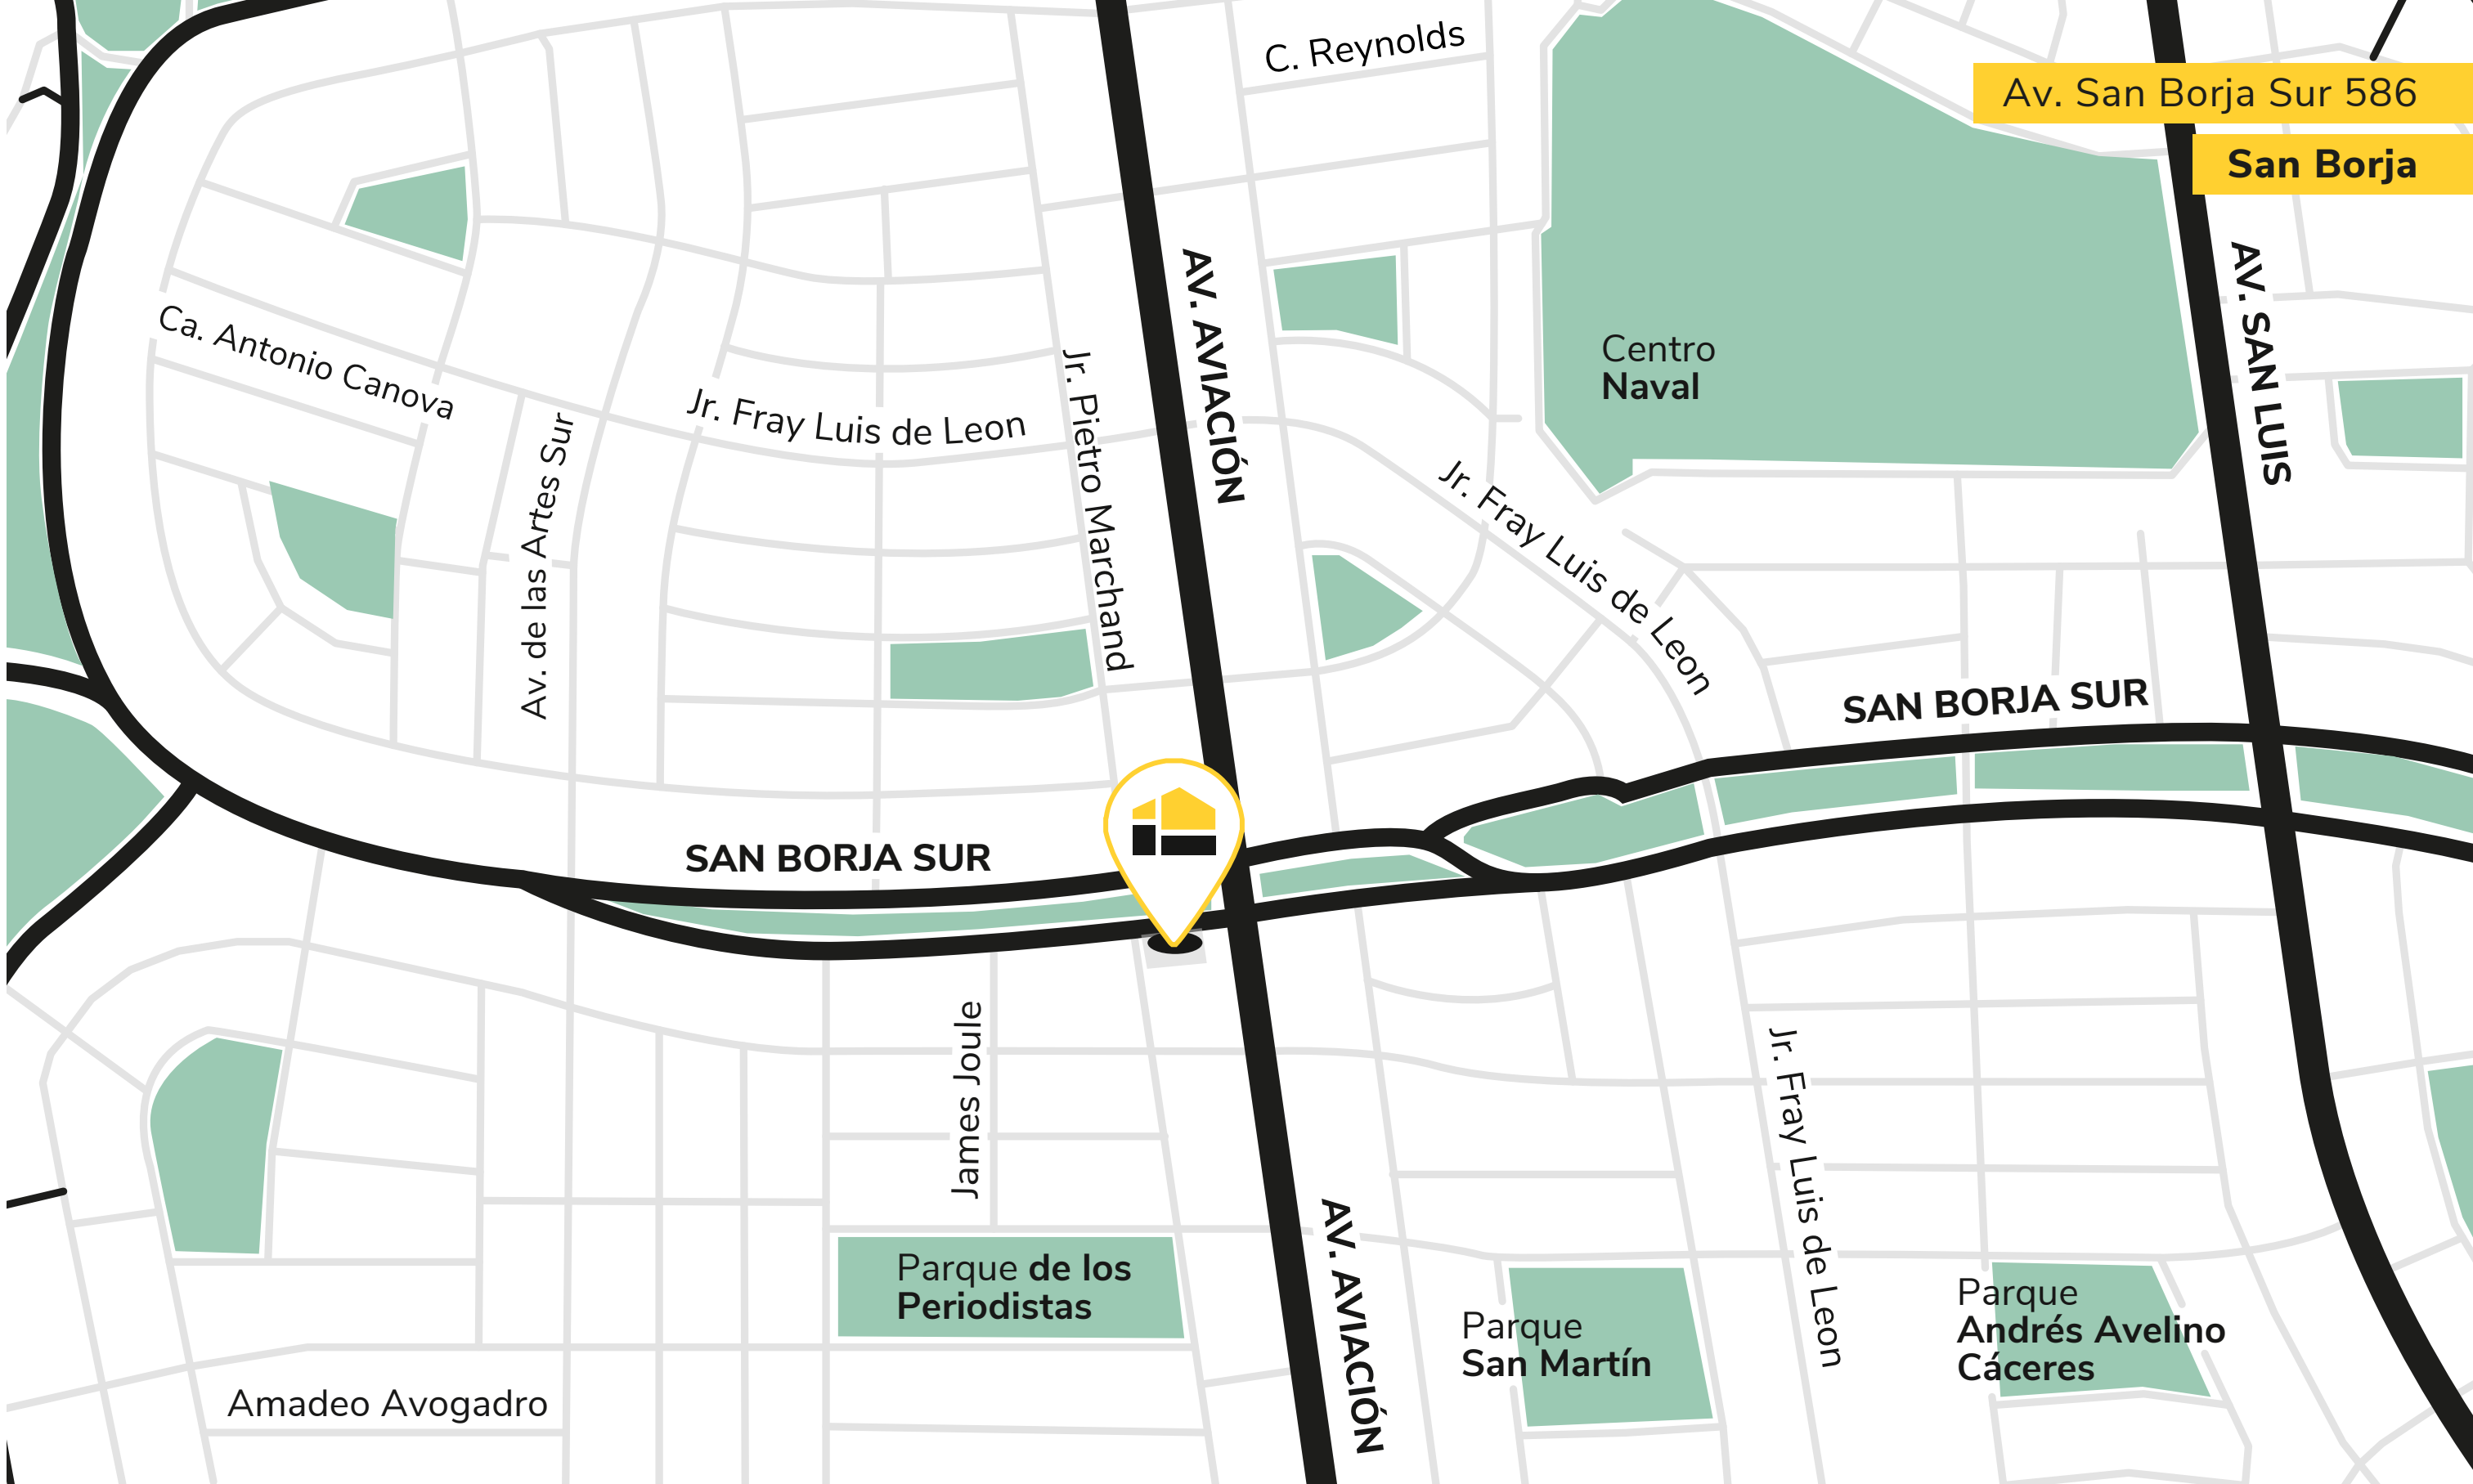 C. Reynolds
Av. San Borja Sur 586
San Borja
AV. AVIACIÓN
AV. SAN LUIS
Ca. Antonio Canova
Centro
Naval
Jr. Fray Luis de Leon
Jr. Pietro Marchand
Av. de las Artes Sur
Jr. Fray Luis de Leon
SAN BORJA SUR
SAN BORJA SUR
James Joule
Jr. Fray Luis de Leon
AV. AVIACIÓN
Parque de los
Periodistas
Parque
San Martín
Parque
Andrés Avelino
Cáceres
Amadeo Avogadro